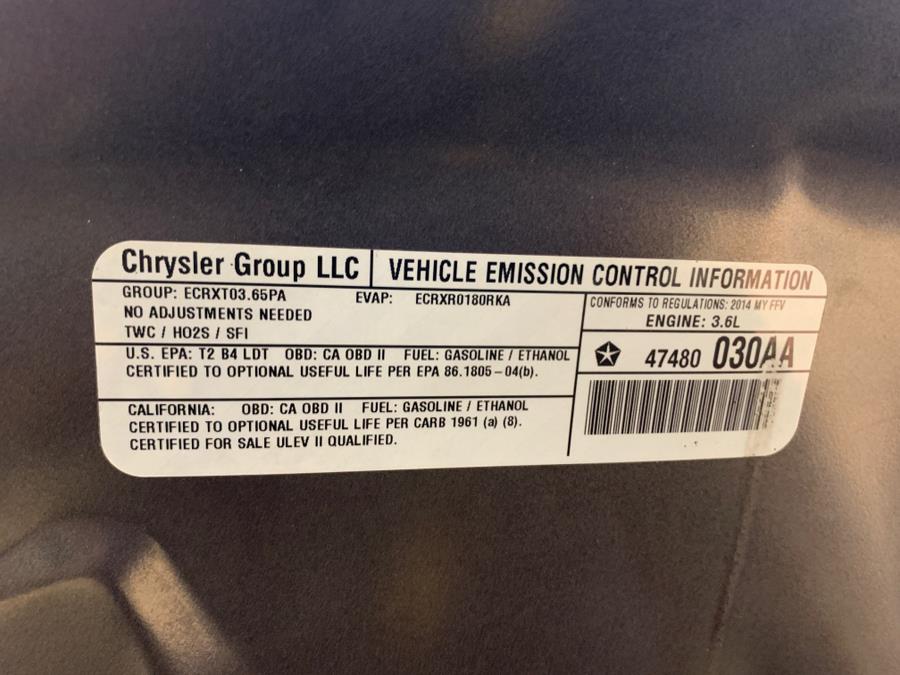 Chrysler Group LLC
VEHICLE EMISSION CONTROL INFORMATION
GROUP: ECRXT03.65PA EVAP: ECRXR0180RKA
NO ADJUSTMENTS NEEDED
TWC / HO2S / SFI
CONFORMS TO REGULATIONS: 2014 MY FFV
ENGINE: 3.6L
U.S. EPA: T2 B4 LDT OBD: CA OBD II FUEL: GASOLINE / ETHANOL
CERTIFIED TO OPTIONAL USEFUL LIFE PER EPA 86.1805-04(b).
47480 030AA
CALIFORNIA: OBD: CA OBD II FUEL: GASOLINE / ETHANOL
CERTIFIED TO OPTIONAL USEFUL LIFE PER CARB 1961 (a) (8).
CERTIFIED FOR SALE ULEV II QUALIFIED.